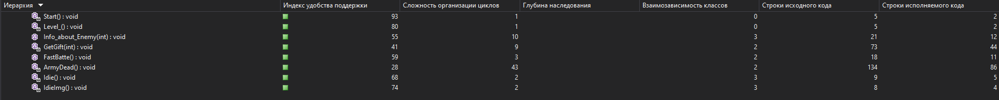 Иерархия Индекс удобства поддержки Сложность организации циклов Глубина наследования Взаимозависимость классов Строки исходного кода Строки исполняемого кода
Start() : void 93 1 0 5 2
Level_() : void 80 1 0 5 2
Info_about_Enemy(int) : void 55 10 3 21 12
GetGift(int) : void 41 9 2 73 44
FastBatte() : void 59 3 2 18 11
ArmyDead() : void 28 43 2 134 86
Idie() : void 68 2 3 9 5
IdieImg() : void 74 2 3 8 4